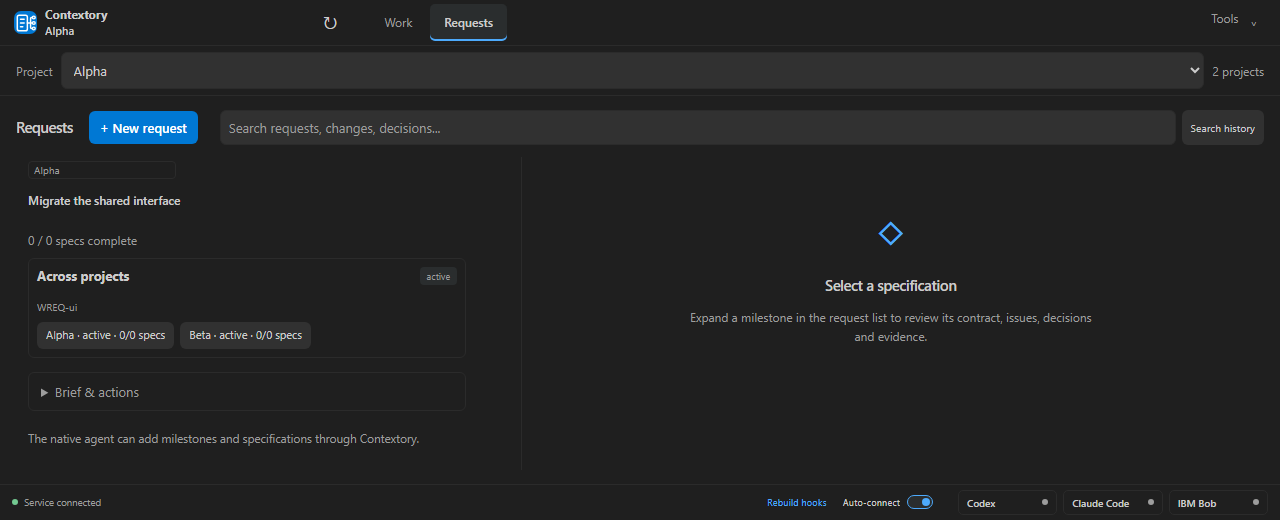 Contextory
Alpha
Work
Requests
Tools
Project
Alpha
2 projects
Requests
+ New request
Search requests, changes, decisions...
Search history
Alpha
Migrate the shared interface
0 / 0 specs complete
Across projects
active
WREQ-ui
Alpha · active · 0/0 specs
Beta · active · 0/0 specs
Brief & actions
The native agent can add milestones and specifications through Contextory.
Select a specification
Expand a milestone in the request list to review its contract, issues, decisions
and evidence.
Service connected
Rebuild hooks
Auto-connect
Codex
Claude Code
IBM Bob